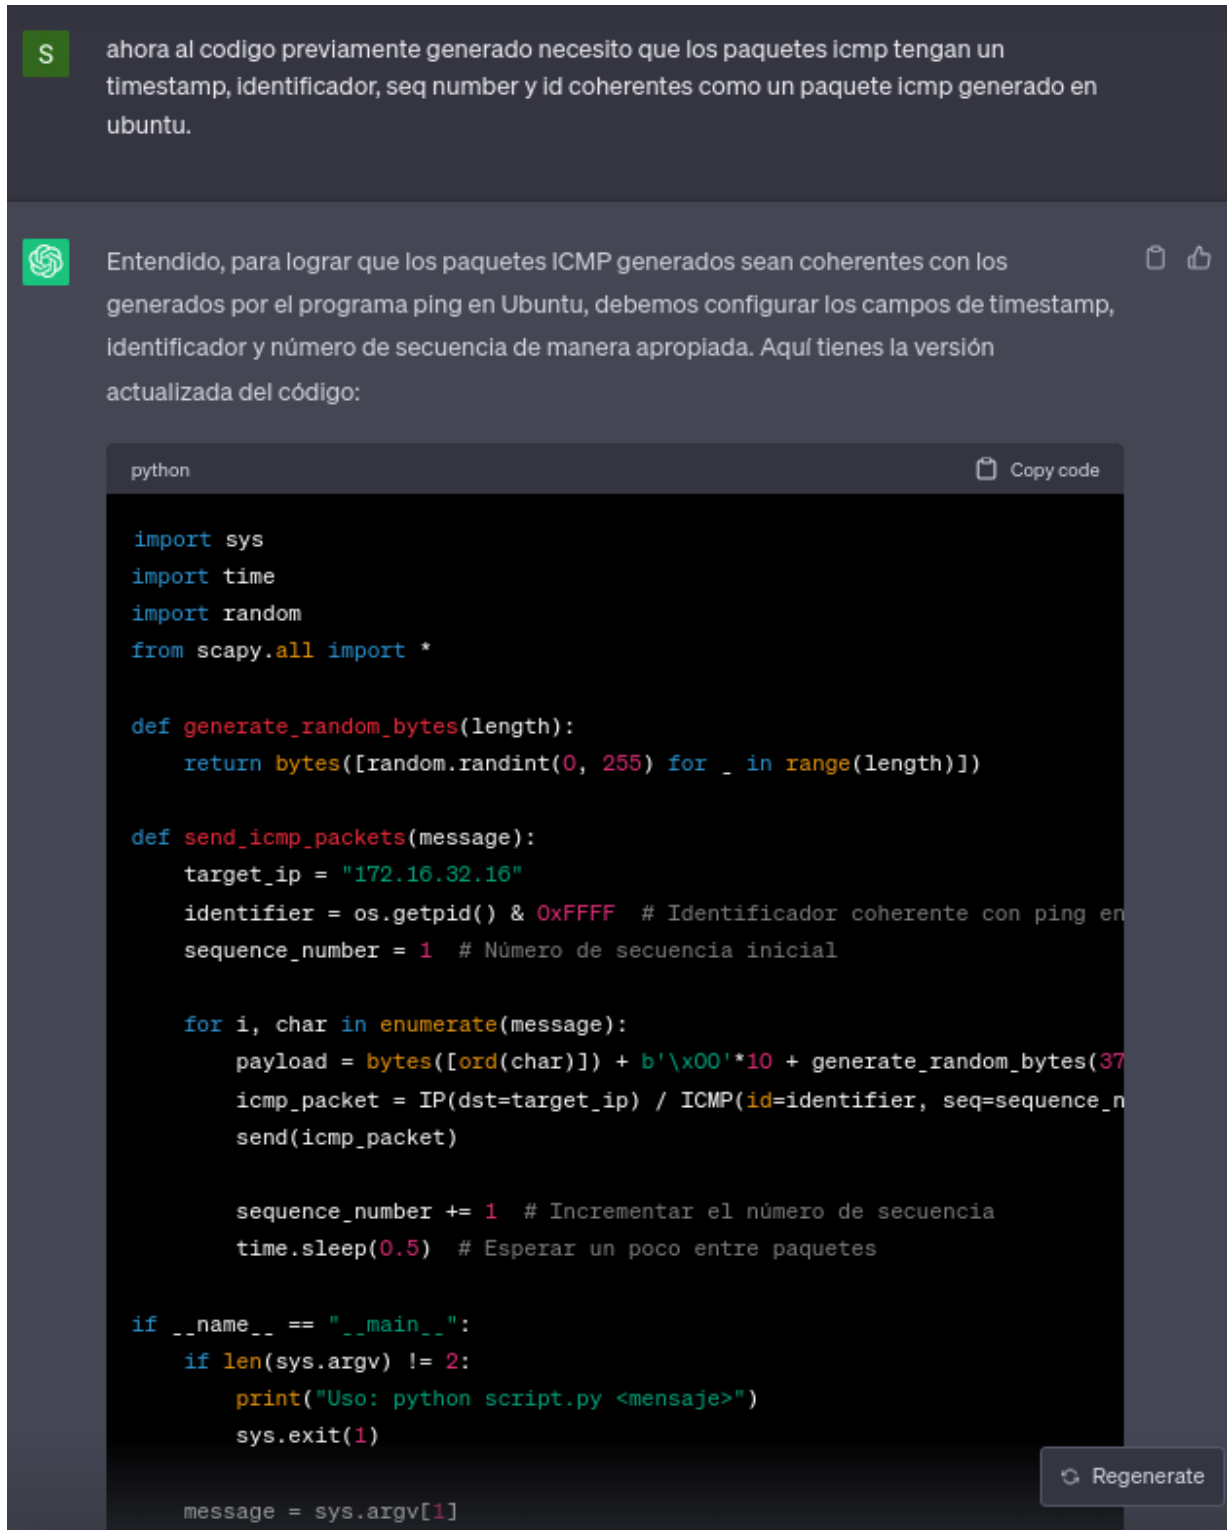 S
ahora al codigo previamente generado necesito que los paquetes icmp tengan un
timestamp, identificador, seq number y id coherentes como un paquete icmp generado en
ubuntu.
Entendido, para lograr que los paquetes ICMP generados sean coherentes con los
generados por el programa ping en Ubuntu, debemos configurar los campos de timestamp,
identificador y número de secuencia de manera apropiada. Aquí tienes la versión
actualizada del código:
python Copy code
import sys
import time
import random
from scapy.all import *
def generate_random_bytes(length):
    return bytes([random.randint(0, 255) for _ in range(length)])
def send_icmp_packets(message):
    target_ip = "172.16.32.16"
    identifier = os.getpid() & 0xFFFF  # Identificador coherente con ping en
    sequence_number = 1  # Número de secuencia inicial
    for i, char in enumerate(message):
        payload = bytes([ord(char)]) + b'\x00'*10 + generate_random_bytes(37
        icmp_packet = IP(dst=target_ip) / ICMP(id=identifier, seq=sequence_n
        send(icmp_packet)
        sequence_number += 1  # Incrementar el número de secuencia
        time.sleep(0.5)  # Esperar un poco entre paquetes
if __name__ == "__main__":
    if len(sys.argv) != 2:
        print("Uso: python script.py <mensaje>")
        sys.exit(1)
Regenerate
    message = sys.argv[1]